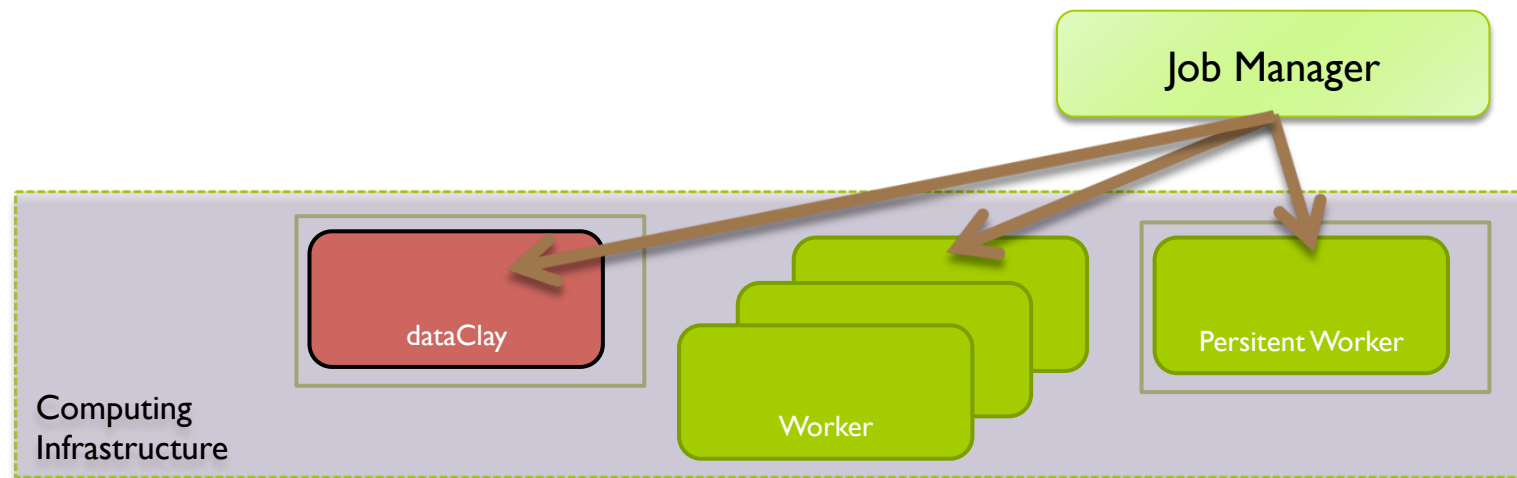 Job Manager
dataClay
Persitent Worker
Worker
Computing
Infrastructure